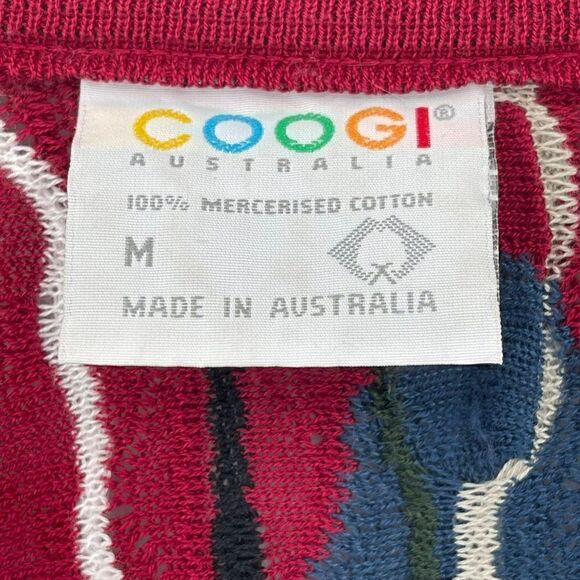 COOGI®
AUSTRALIA
100% MERCERISED COTTON
M
MADE IN AUSTRALIA